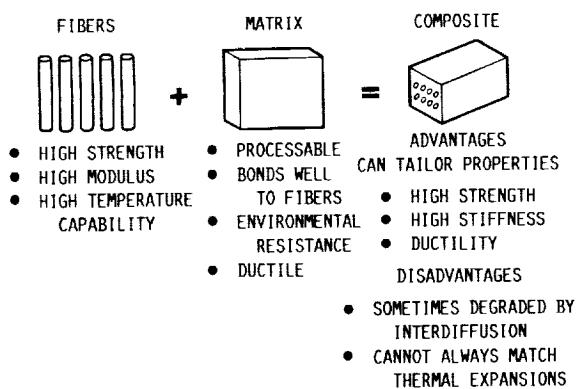 FIBERS
+
MATRIX
=
COMPOSITE
● HIGH STRENGTH
● HIGH MODULUS
● HIGH TEMPERATURE
CAPABILITY
● PROCESSABLE
● BONDS WELL
TO FIBERS
● ENVIRONMENTAL
RESISTANCE
● DUCTILE
ADVANTAGES
CAN TAILOR PROPERTIES
● HIGH STRENGTH
● HIGH STIFFNESS
● DUCTILITY
DISADVANTAGES
● SOMETIMES DEGRADED BY
INTERDIFFUSION
● CANNOT ALWAYS MATCH
THERMAL EXPANSIONS